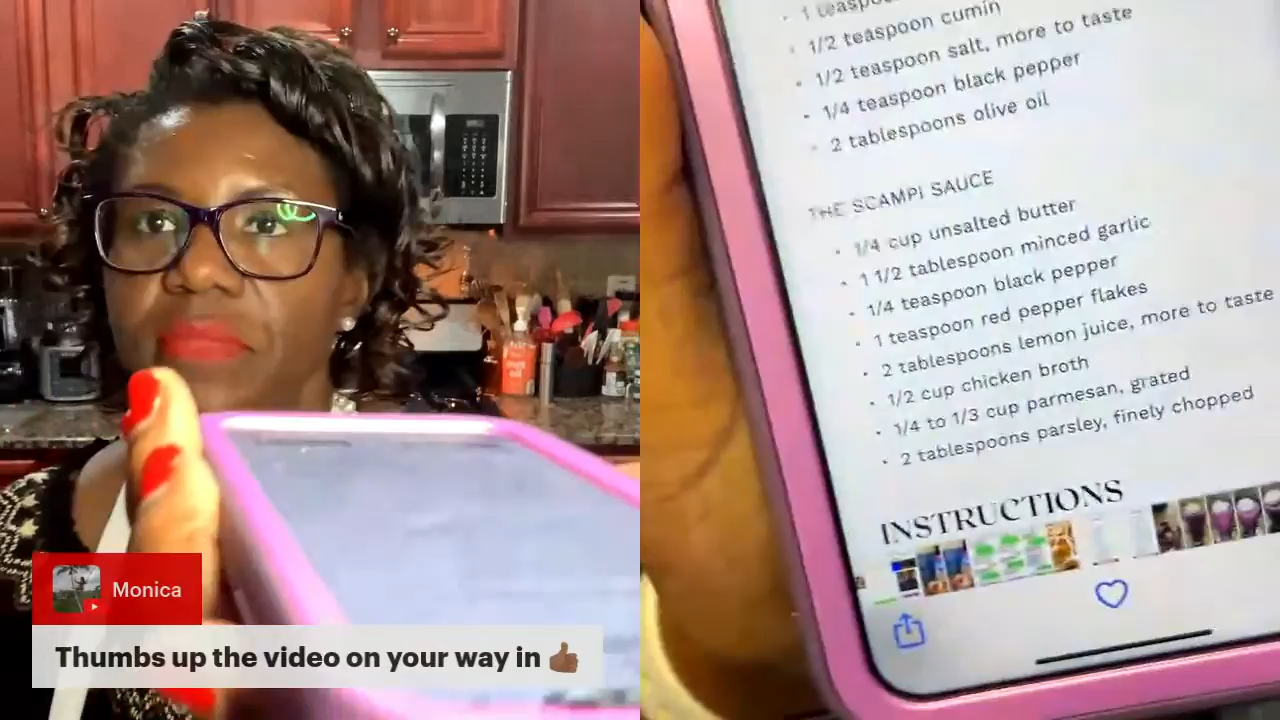 Monica
Thumbs up the video on your way in 👍🏾
• 1 teaspoon
• 1/2 teaspoon cumin
• 1/2 teaspoon salt, more to taste
• 1/4 teaspoon black pepper
• 2 tablespoons olive oil
THE SCAMPI SAUCE
• 1/4 cup unsalted butter
• 1 1/2 tablespoon minced garlic
• 1/4 teaspoon black pepper
• 1 teaspoon red pepper flakes
• 2 tablespoons lemon juice, more to taste
• 1/2 cup chicken broth
• 1/4 to 1/3 cup parmesan, grated
• 2 tablespoons parsley, finely chopped
INSTRUCTIONS